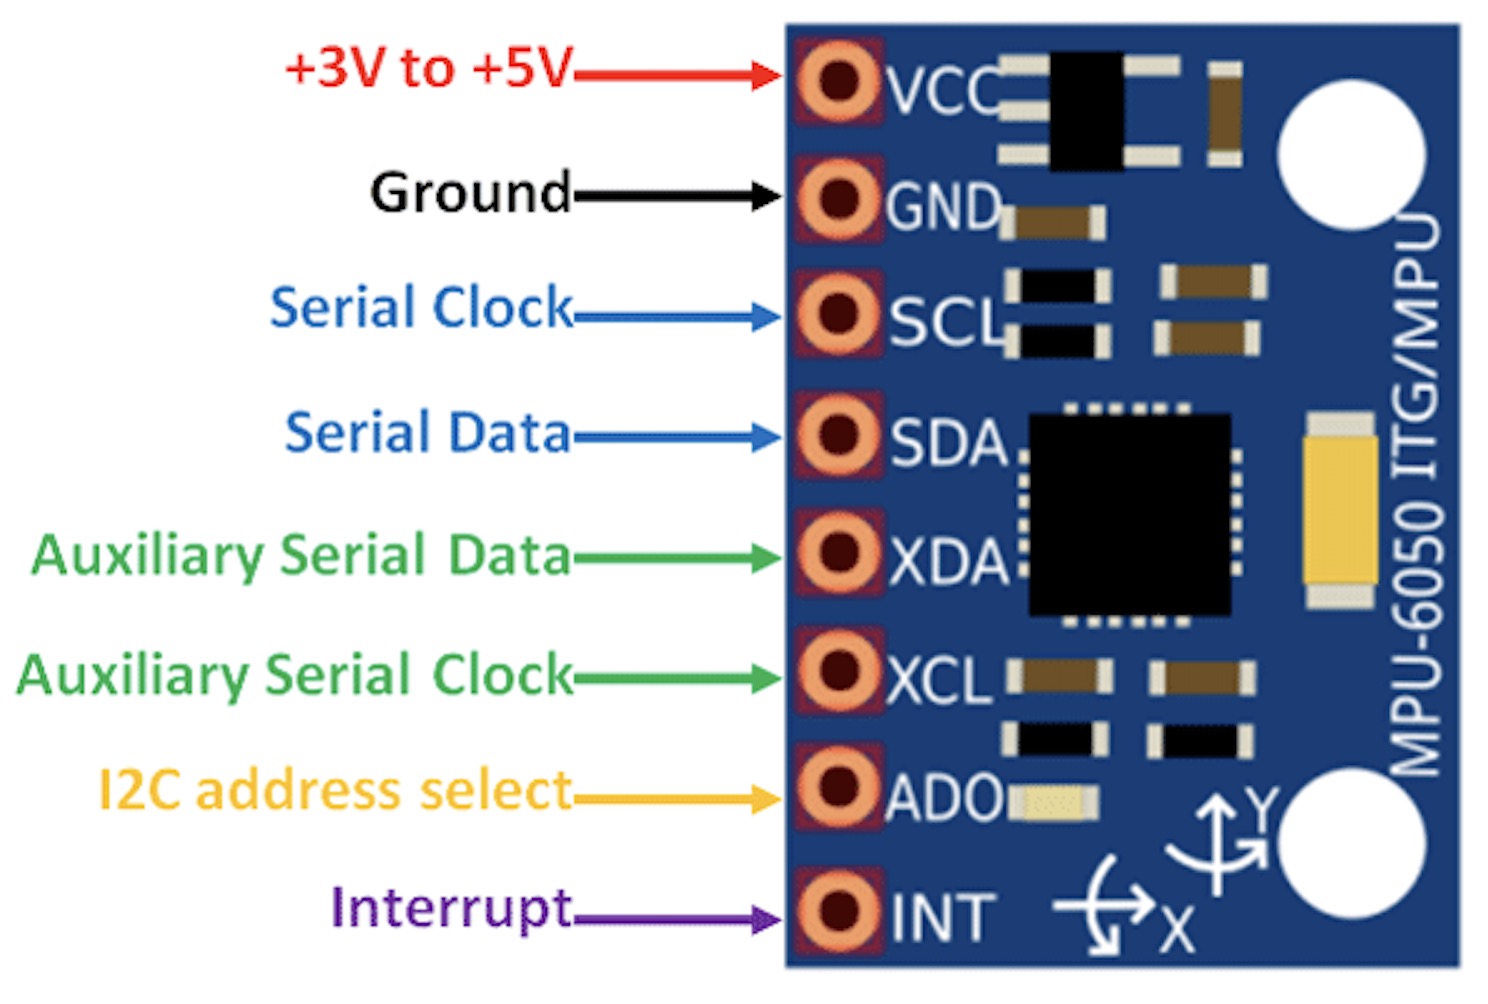 +3V to +5V
VCC
Ground
GND
Serial Clock
SCL
Serial Data
SDA
Auxiliary Serial Data
XDA
Auxiliary Serial Clock
XCL
I2C address select
ADO
Interrupt
INT
MPU-6050 ITG/MPU
Y
X